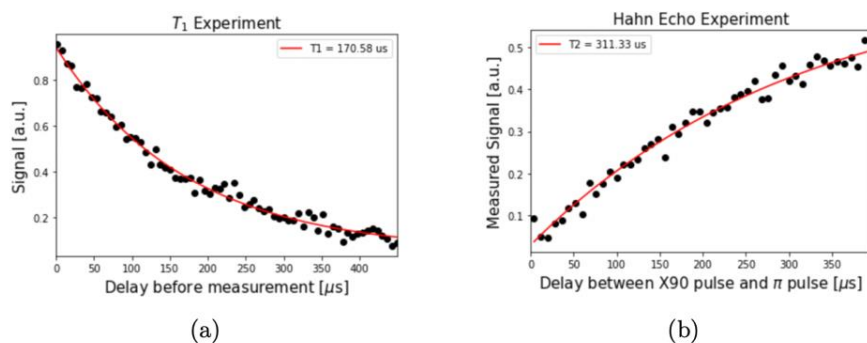 T1 Experiment
T1 = 170.58 us
Signal [a.u.]
0.8
0.6
0.4
0.2
0
50
100
150
200
250
300
350
400
Delay before measurement [μs]
(a)
Hahn Echo Experiment
T2 = 311.33 us
Measured Signal [a.u.]
0.5
0.4
0.3
0.2
0.1
0
50
100
150
200
250
300
350
Delay between X90 pulse and π pulse [μs]
(b)